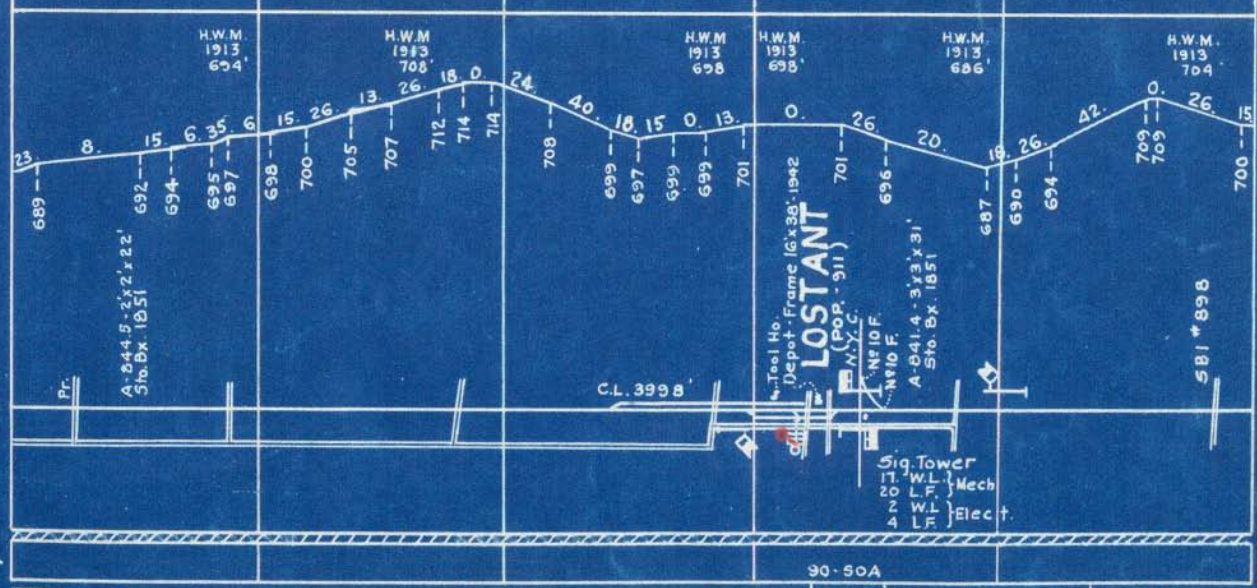 H.W.M.
1913
694'
H.W.M
1913
708'
H.W.M
1913
698
H.W.M.
1913
698'
H.W.M
1913
686'
H.W.M.
1913
704'
23 8. 15. 6. 35. 6. 15. 26. 13. 26. 18. 0. 24. 40. 18. 15 0. 13. 0. 26. 20. 18. 26. 42. 0. 26. 15
689
692
694
695
697
698
700
705
707
712
714
714
708
699
697
699
699
701
701
696
687
690
694
709
709
700
A-844.5-2'x2'x22'
Sto.Bx.1851
Pr.
C.L.3998'
Tool Ho.
Depot-Frame 16'x38'-1942
LOSTANT
(POP.-911)
N.Y.C.
Nº10F.
Nº10F.
A-841.4-3'x3'x31'
Sto.Bx.1851
SBI #898
Sig.Tower
17 W.L. } Mech
20 L.F.
2 W.L } Elect.
4 L.F.
90-50A